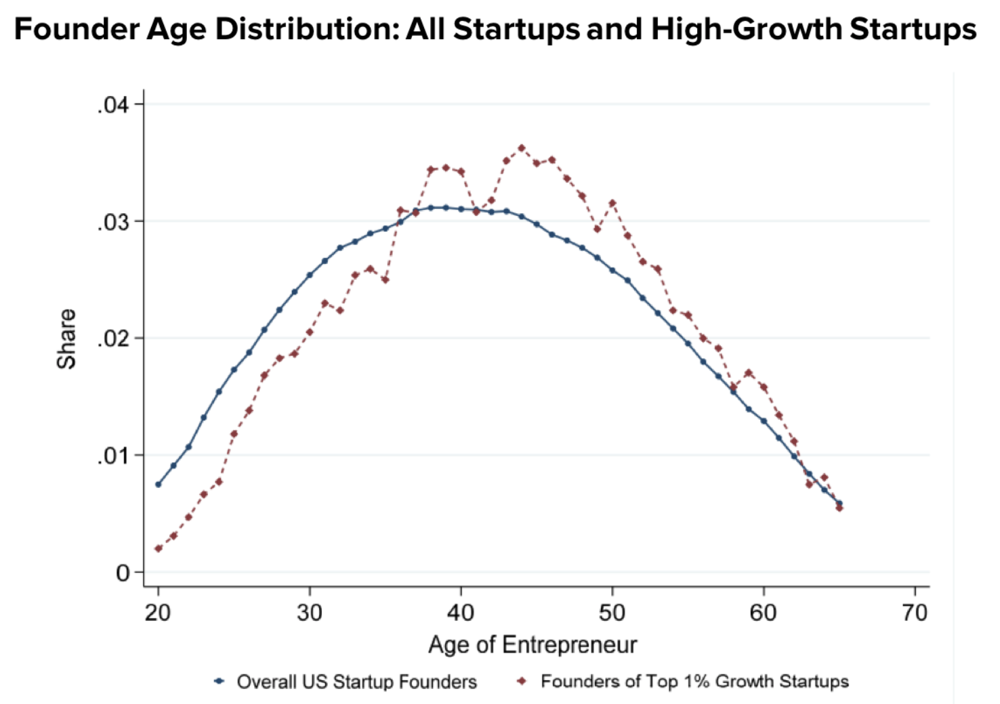 Founder Age Distribution: All Startups and High-Growth Startups
.04
.03
.02
.01
0
Share
20 30 40 50 60 70
Age of Entrepreneur
Overall US Startup Founders Founders of Top 1% Growth Startups